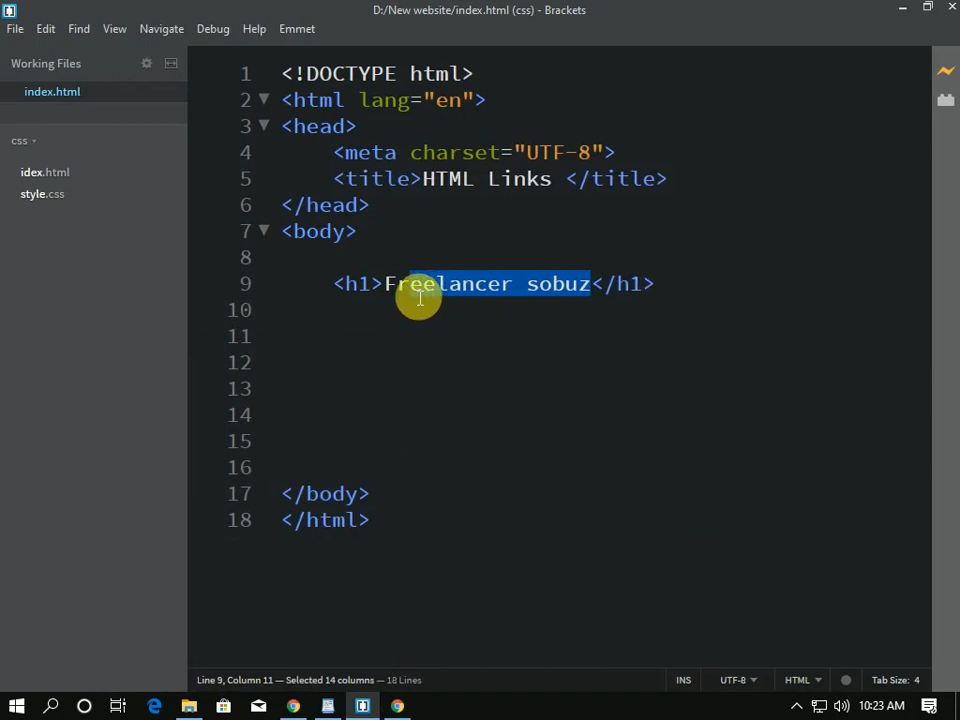 D:/New website/index.html (css) - Brackets
File Edit Find View Navigate Debug Help Emmet
Working Files
index.html
css
idex.html
style.css
1 <!DOCTYPE html>
2 <html lang="en">
3 <head>
4 <meta charset="UTF-8">
5 <title>HTML Links </title>
6 </head>
7 <body>
8
9 <h1>Freelancer sobuz</h1>
10
11
12
13
14
15
16
17 </body>
18 </html>
Line 9, Column 11 — Selected 14 columns — 18 Lines INS UTF-8 HTML Tab Size: 4
10:23 AM